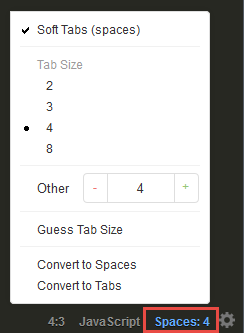 Soft Tabs (spaces)
Tab Size
2
3
4
8
Other - 4 +
Guess Tab Size
Convert to Spaces
Convert to Tabs
4:3 JavaScript Spaces: 4